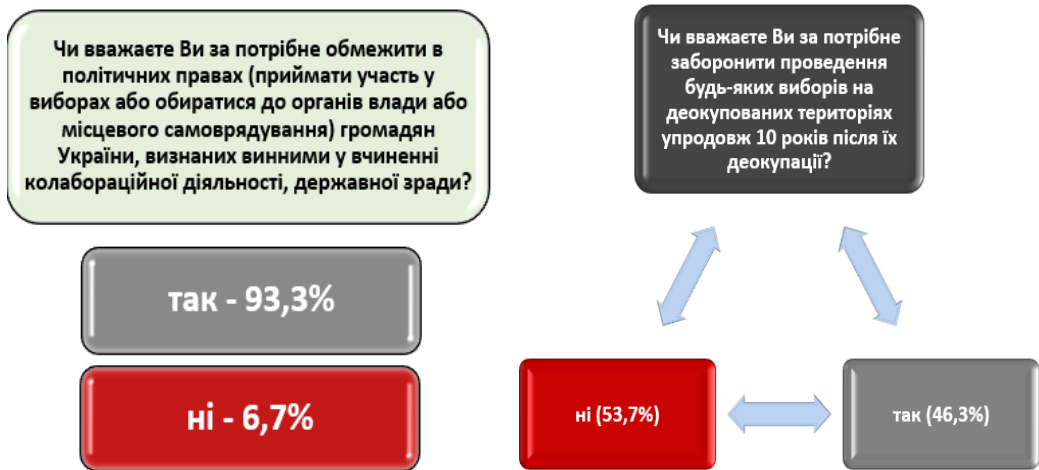 Чи вважаєте Ви за потрібне обмежити в
політичних правах (приймати участь у
виборах або обиратися до органів влади або
місцевого самоврядування) громадян
України, визнаних винними у вчиненні
колабораційної діяльності, державної зради?
так - 93,3%
ні - 6,7%
Чи вважаєте Ви за потрібне
заборонити проведення
будь-яких виборів на
деокупованих територіях
упродовж 10 років після їх
деокупації?
ні (53,7%)
так (46,3%)